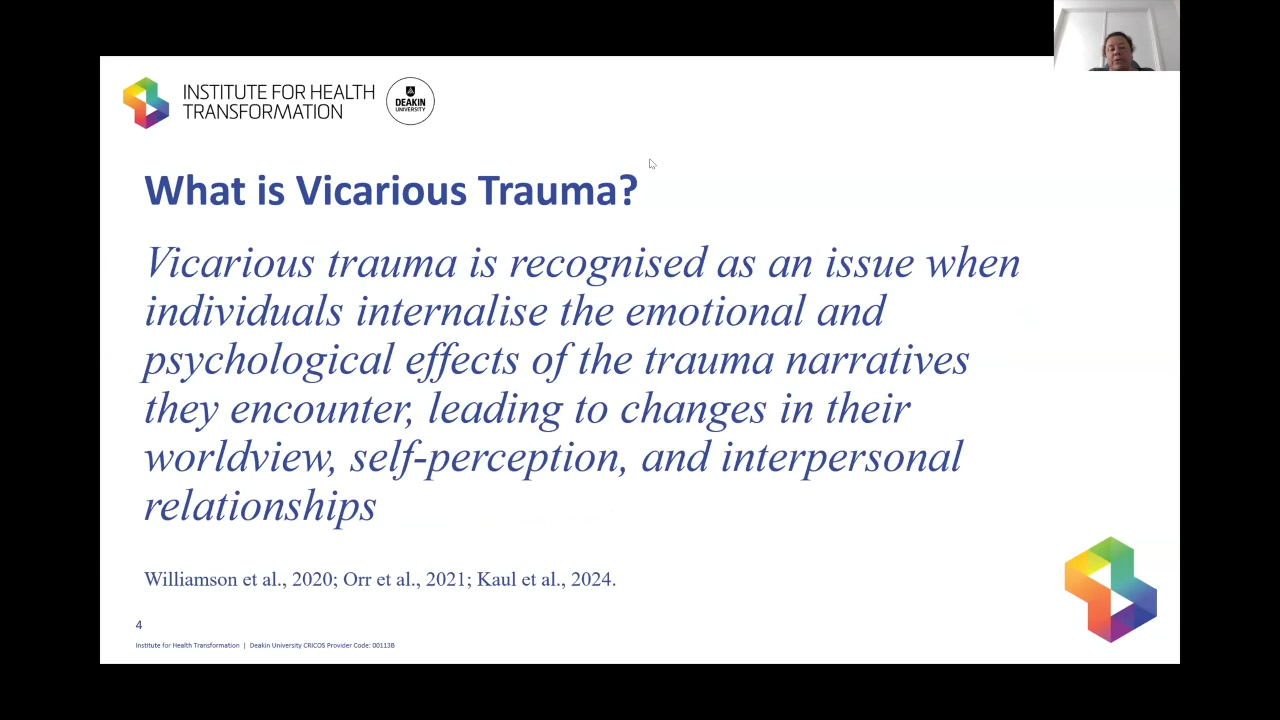 INSTITUTE FOR HEALTH
TRANSFORMATION
DEAKIN
UNIVERSITY
What is Vicarious Trauma?
Vicarious trauma is recognised as an issue when
individuals internalise the emotional and
psychological effects of the trauma narratives
they encounter, leading to changes in their
worldview, self-perception, and interpersonal
relationships
Williamson et al., 2020; Orr et al., 2021; Kaul et al., 2024.
4
Institute for Health Transformation | Deakin University CRICOS Provider Code: 00113B